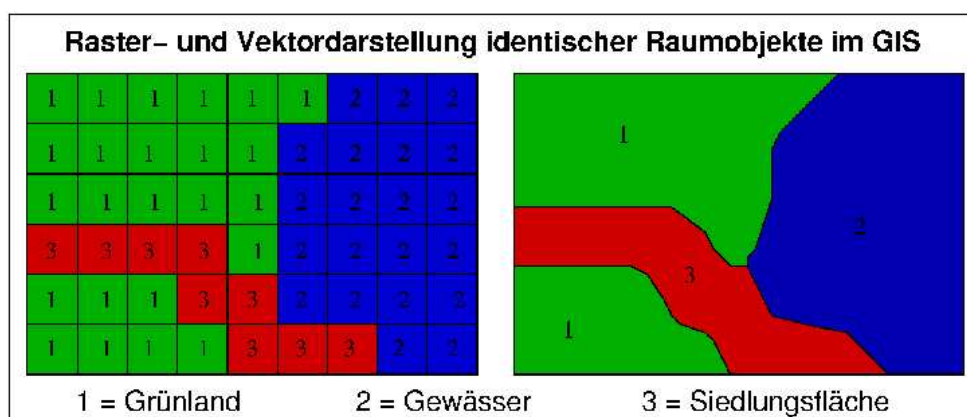 Raster- und Vektordarstellung identischer Raumobjekte im GIS
1 1 1 1 1 1 2 2 2
1 1 1 1 1 2 2 2 2
1 1 1 1 1 2 2 2 2
3 3 3 3 1 2 2 2 2
1 1 1 3 3 2 2 2 2
1 1 1 1 3 3 3 2 2
1
2
3
1
1 = Grünland 2 = Gewässer 3 = Siedlungsfläche